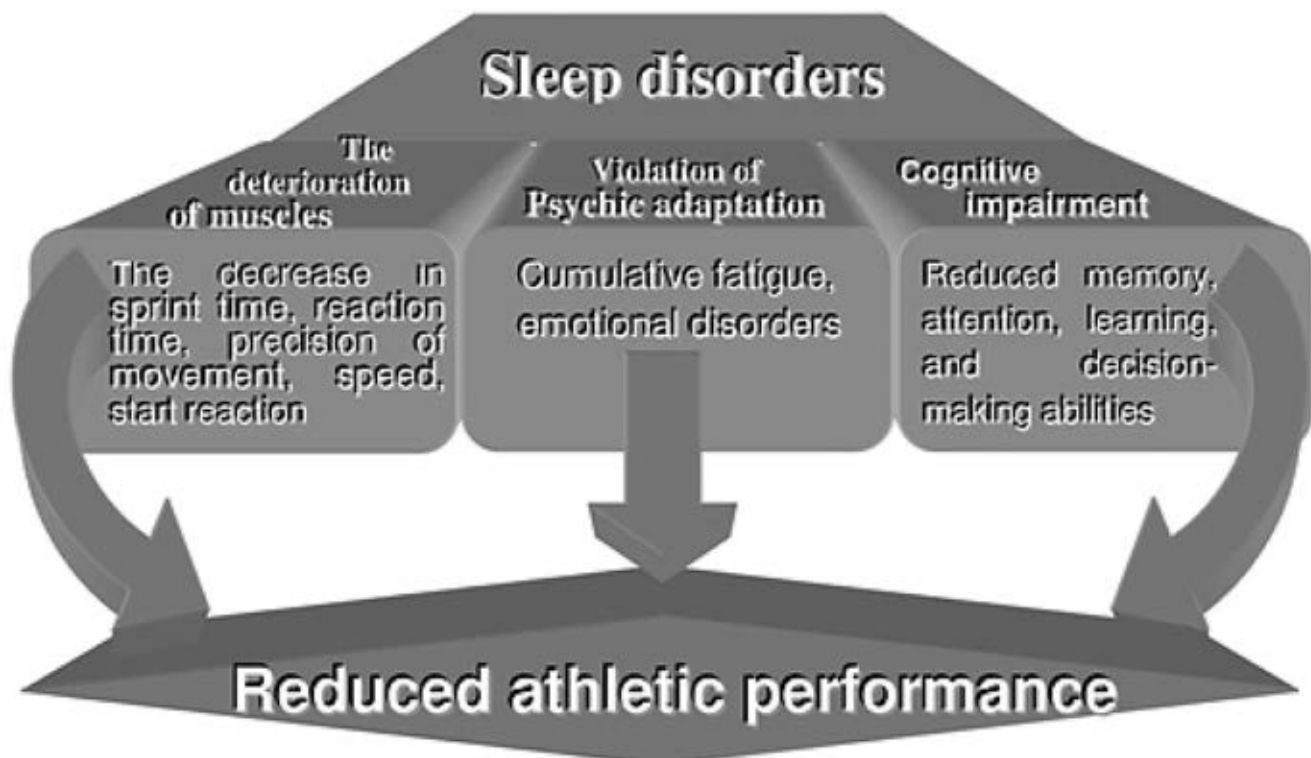 Sleep disorders
The
deterioration
of muscles
The decrease in
sprint time, reaction
time, precision of
movement, speed,
start reaction
Violation of
Psychic adaptation
Cumulative fatigue,
emotional disorders
Cognitive
impairment
Reduced memory,
attention, learning,
and decision-
making abilities
Reduced athletic performance